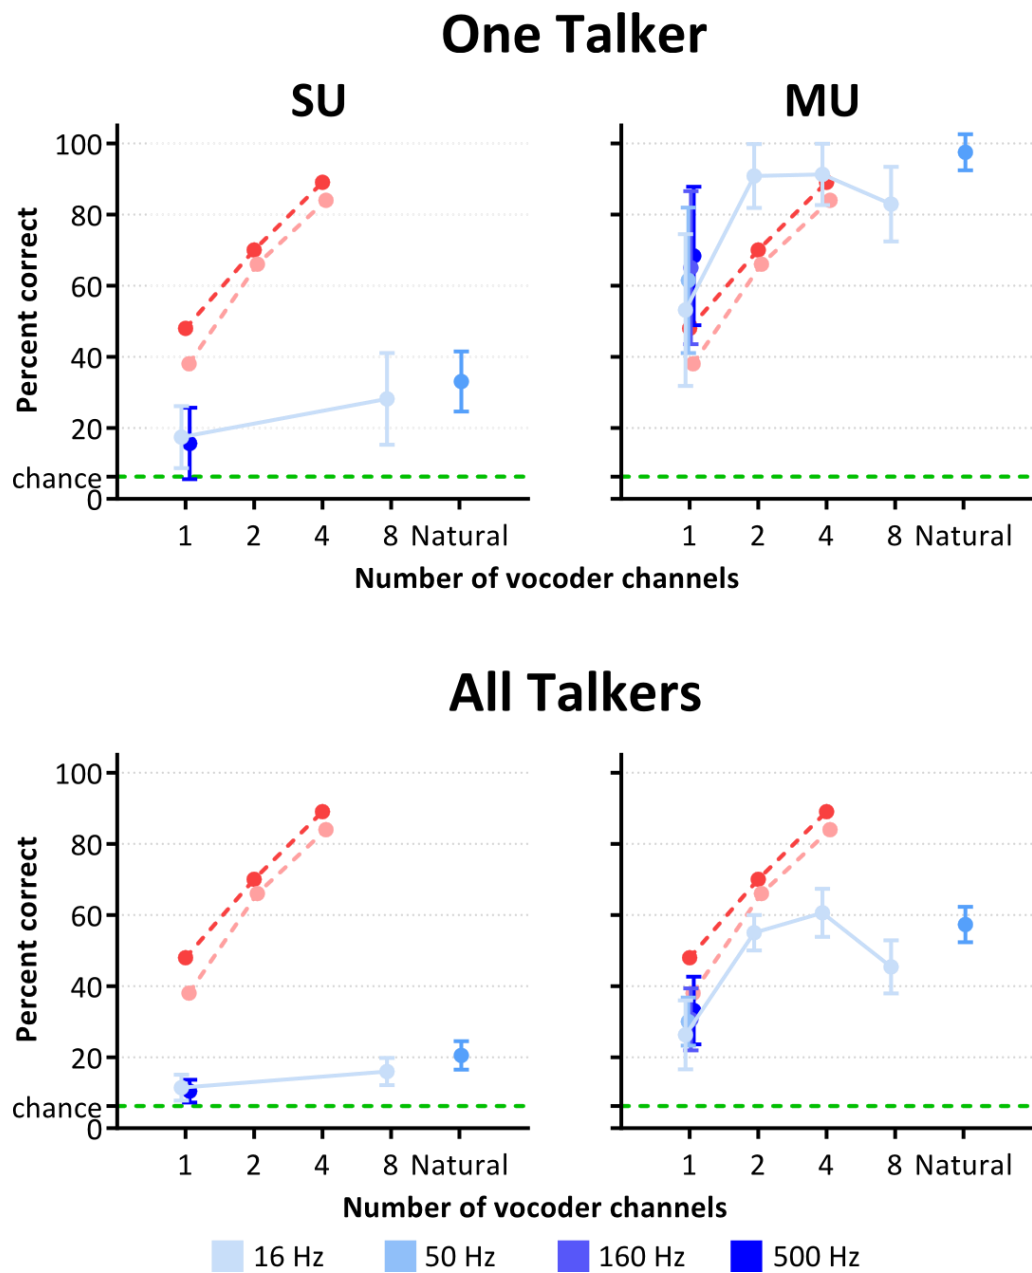 One Talker
SU
MU
100
80
60
40
20
chance
0
Percent correct
1 2 4 8 Natural
1 2 4 8 Natural
Number of vocoder channels
All Talkers
100
80
60
40
20
chance
0
Percent correct
1 2 4 8 Natural
1 2 4 8 Natural
Number of vocoder channels
16 Hz 50 Hz 160 Hz 500 Hz